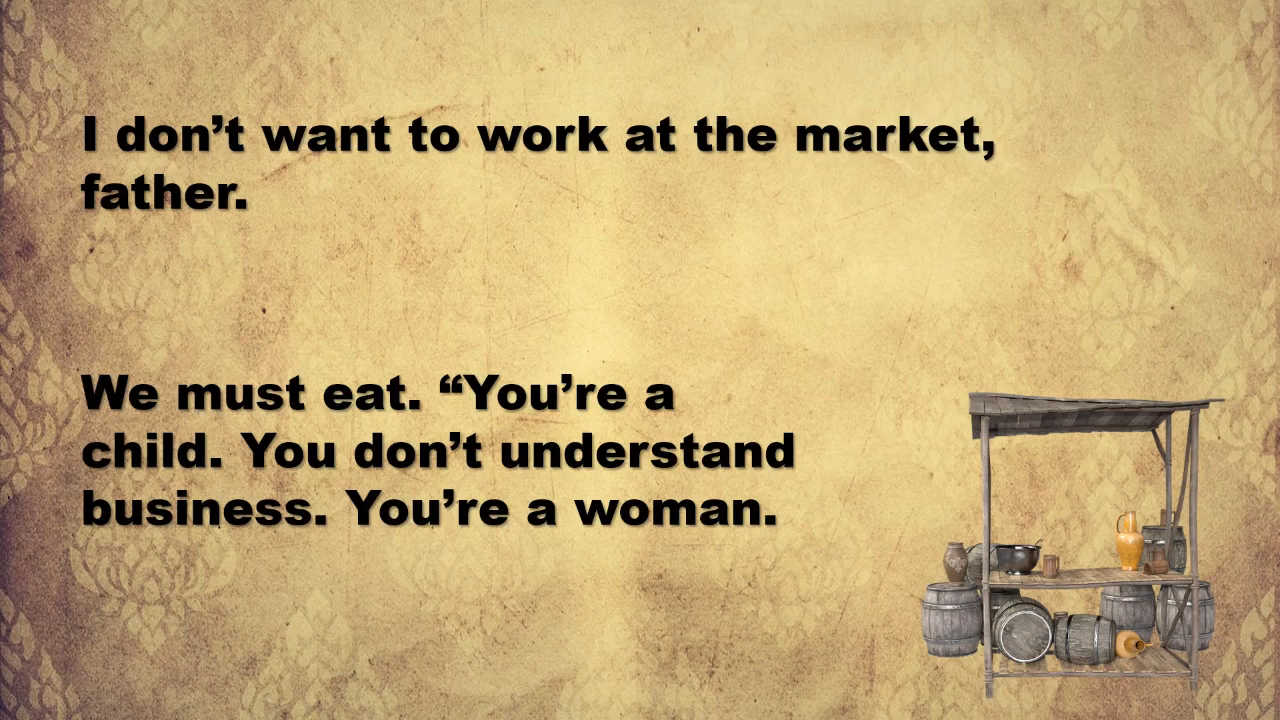 I don’t want to work at the market,
father.
We must eat. “You’re a
child. You don’t understand
business. You’re a woman.